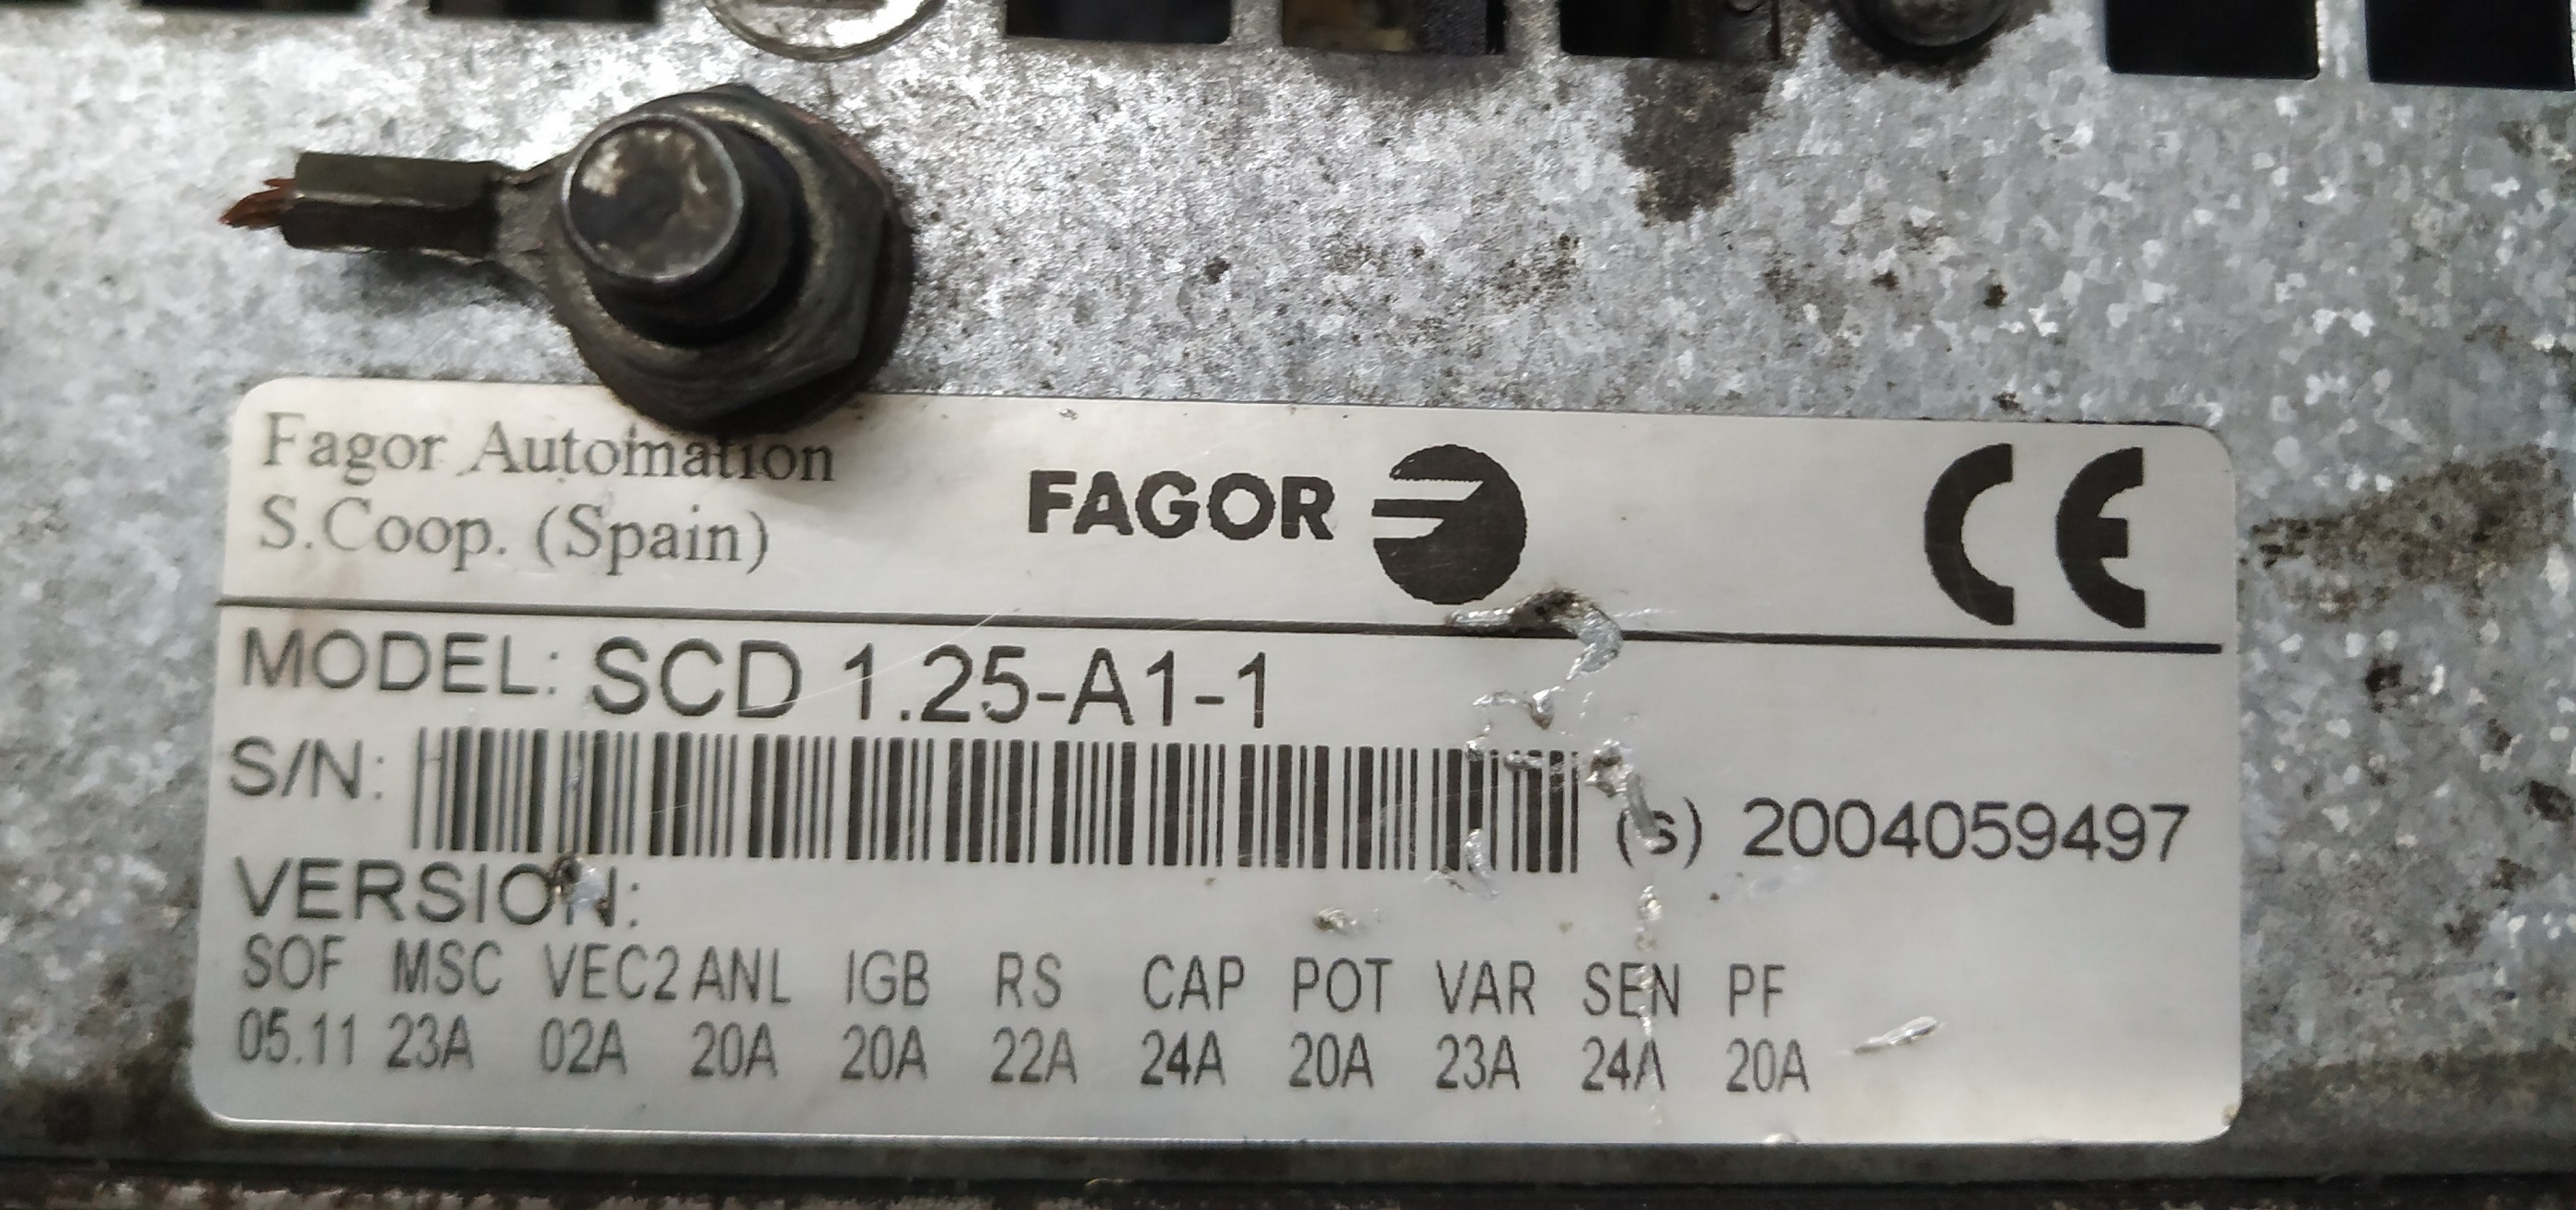 Fagor Automation
S.Coop. (Spain)
FAGOR
CE
MODEL: SCD 1.25-A1-1
S/N: (s) 2004059497
VERSION:
SOF MSC VEC2 ANL IGB RS CAP POT VAR SEN PF
05.11 23A 02A 20A 20A 22A 24A 20A 23A 24A 20A